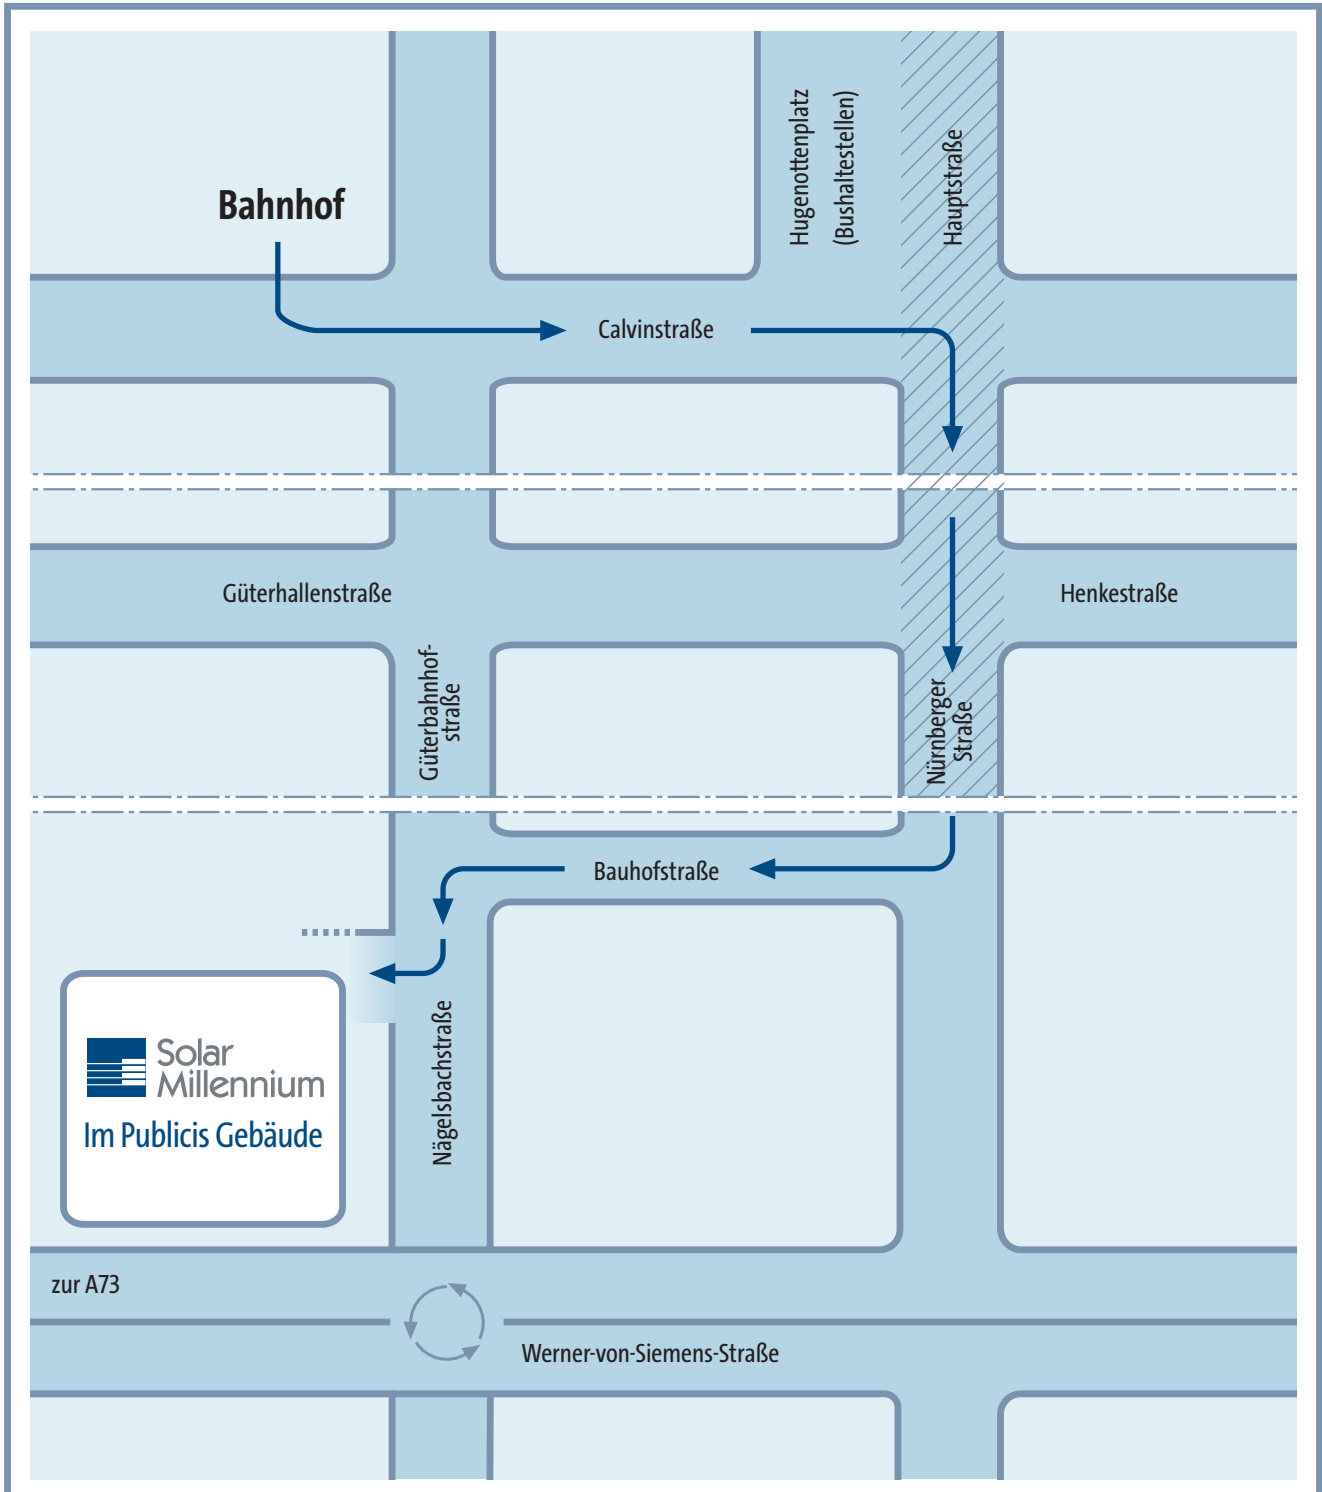 Hugenottenplatz
(Bushaltestellen)
Hauptstraße
Bahnhof
Calvinstraße
Güterhallenstraße
Henkestraße
Güterbahnhof-
straße
Nürnberger
Straße
Bauhofstraße
Nägelsbachstraße
Solar
Millennium
Im Publicis Gebäude
zur A73
Werner-von-Siemens-Straße